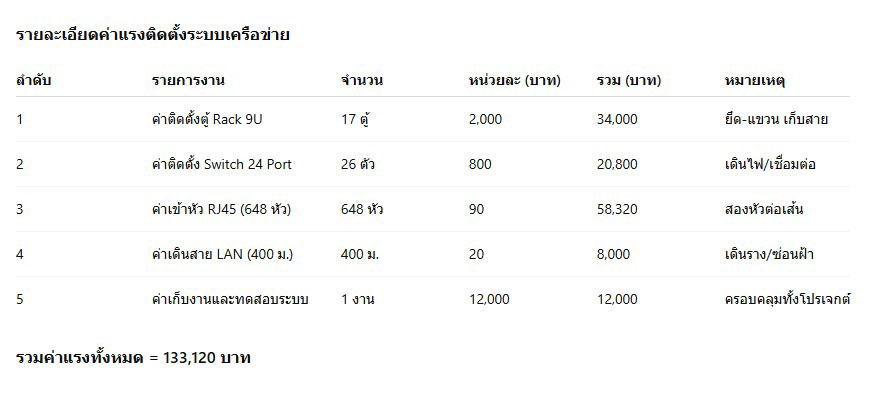 รายละเอียดค่าแรงติดตั้งระบบเครือข่าย
ลำดับ รายการงาน จำนวน หน่วยละ (บาท) รวม (บาท) หมายเหตุ
1 ค่าติดตั้งตู้ Rack 9U 17 ตู้ 2,000 34,000 ยึด-แขวน เก็บสาย
2 ค่าติดตั้ง Switch 24 Port 26 ตัว 800 20,800 เดินไฟ/เชื่อมต่อ
3 ค่าเข้าหัว RJ45 (648 หัว) 648 หัว 90 58,320 สองหัวต่อเส้น
4 ค่าเดินสาย LAN (400 ม.) 400 ม. 20 8,000 เดินราง/ซ่อนฝ้า
5 ค่าเก็บงานและทดสอบระบบ 1 งาน 12,000 12,000 ครอบคลุมทั้งโปรเจกต์
รวมค่าแรงทั้งหมด = 133,120 บาท